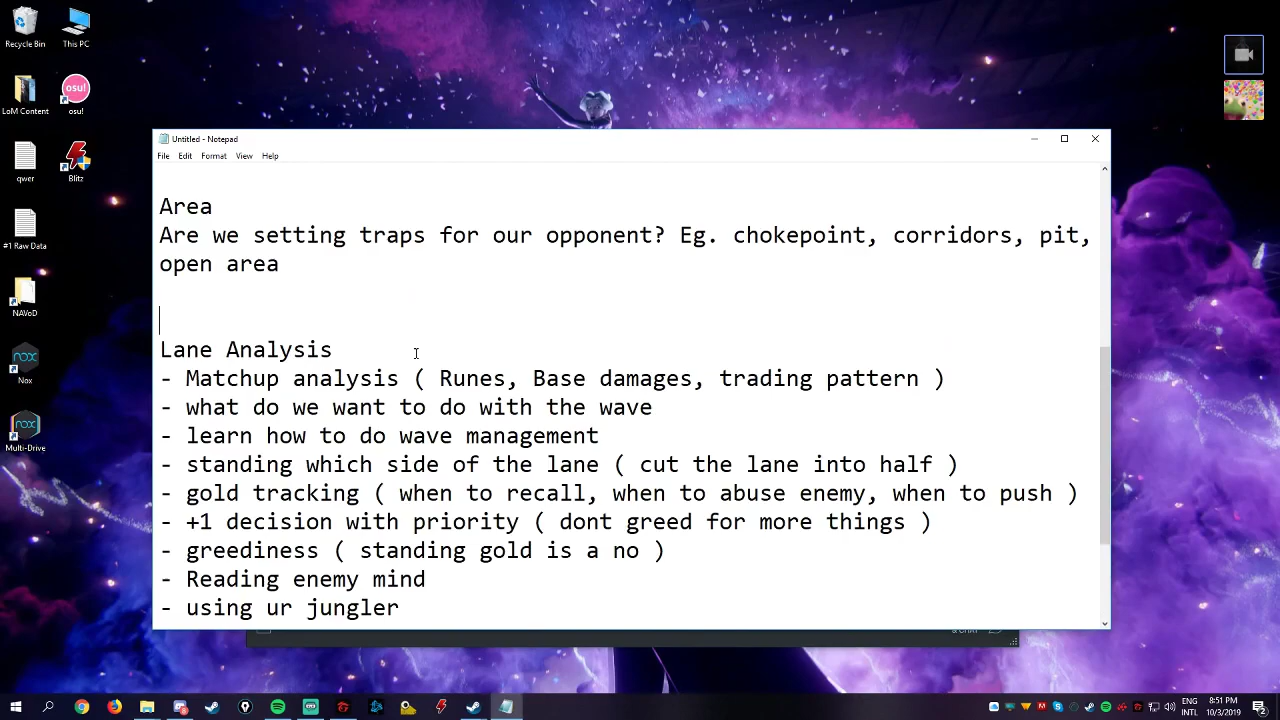 Recycle Bin
This PC
LoM Content
osu!
osu!
qwer
Blitz
#1 Raw Data
NAVoD
Nox
Multi-Drive
Untitled - Notepad
File Edit Format View Help
Area
Are we setting traps for our opponent? Eg. chokepoint, corridors, pit,
open area
Lane Analysis
- Matchup analysis ( Runes, Base damages, trading pattern )
- what do we want to do with the wave
- learn how to do wave management
- standing which side of the lane ( cut the lane into half )
- gold tracking ( when to recall, when to abuse enemy, when to push )
- +1 decision with priority ( dont greed for more things )
- greediness ( standing gold is a no )
- Reading enemy mind
- using ur jungler
ENG
INTL
8:51 PM
10/3/2019